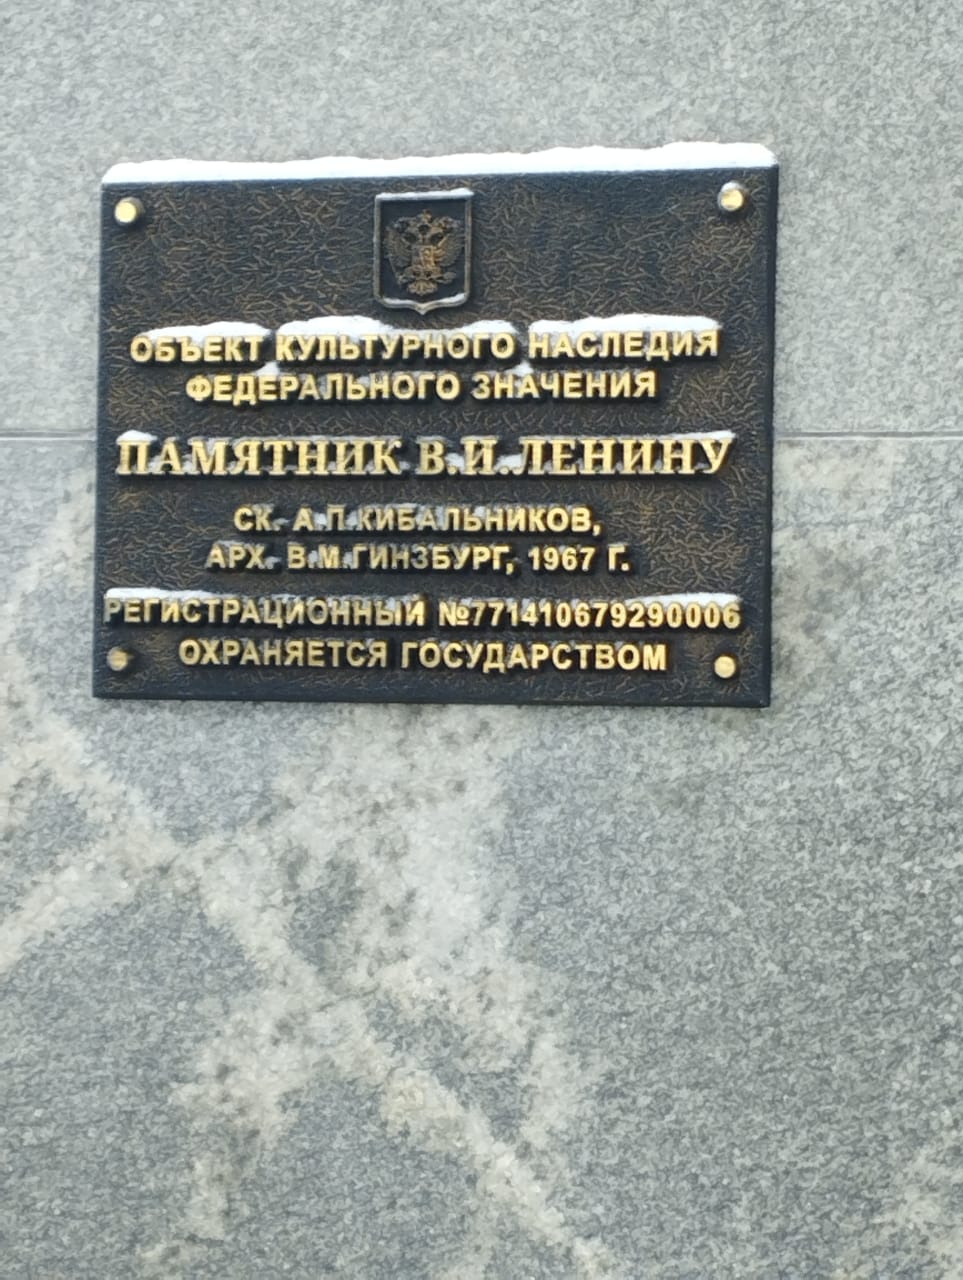 ОБЪЕКТ КУЛЬТУРНОГО НАСЛЕДИЯ
ФЕДЕРАЛЬНОГО ЗНАЧЕНИЯ
ПАМЯТНИК В.И.ЛЕНИНУ
СК. А.П.КИБАЛЬНИКОВ,
АРХ. В.М.ГИНЗБУРГ, 1967 Г.
РЕГИСТРАЦИОННЫЙ №771410679290006
ОХРАНЯЕТСЯ ГОСУДАРСТВОМ